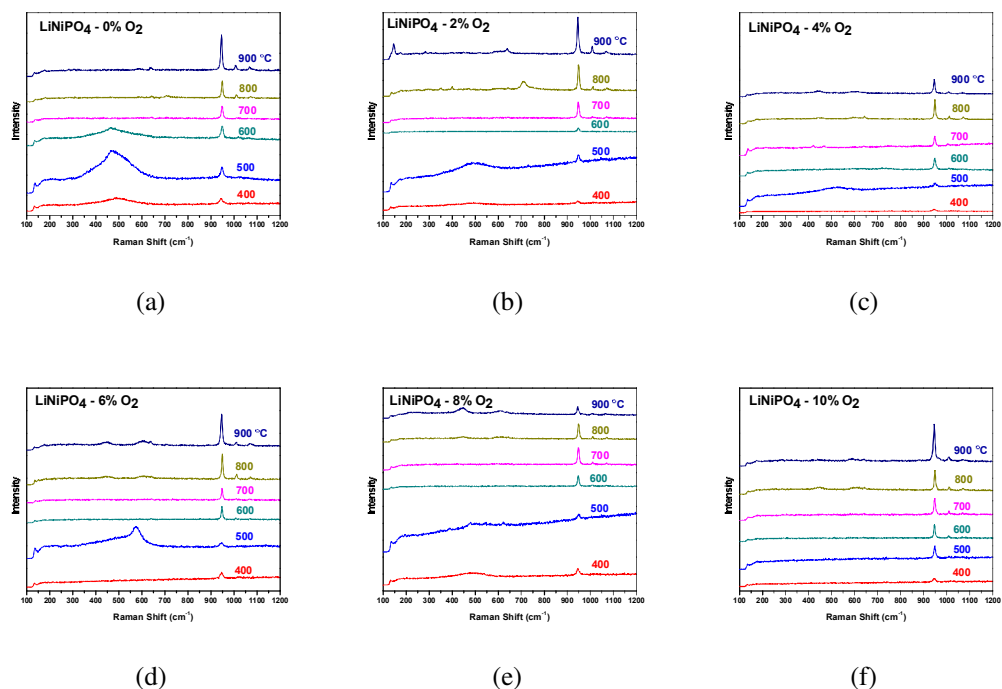 LiNiPO4 - 0% O2
900 °C
800
700
600
500
400
Intensity
100 200 300 400 500 600 700 800 900 1000 1100 1200
Raman Shift (cm-1)
(a)
LiNiPO4 - 2% O2
900 °C
800
700
600
500
400
Intensity
100 200 300 400 500 600 700 800 900 1000 1100 1200
Raman Shift (cm-1)
(b)
LiNiPO4 - 4% O2
900 °C
800
700
600
500
400
Intensity
100 200 300 400 500 600 700 800 900 1000 1100 1200
Raman Shift (cm-1)
(c)
LiNiPO4 - 6% O2
900 °C
800
700
600
500
400
Intensity
100 200 300 400 500 600 700 800 900 1000 1100 1200
Raman Shift (cm-1)
(d)
LiNiPO4 - 8% O2
900 °C
800
700
600
500
400
Intensity
100 200 300 400 500 600 700 800 900 1000 1100 1200
Raman Shift (cm-1)
(e)
LiNiPO4 - 10% O2
900 °C
800
700
600
500
400
Intensity
100 200 300 400 500 600 700 800 900 1000 1100 1200
Raman Shift (cm-1)
(f)